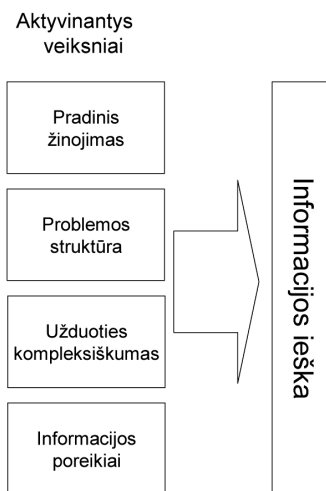 Aktyvinantys
veiksniai
Pradinis
žinojimas
Problemos
struktūra
Užduoties
kompleksiškumas
Informacijos
poreikiai
Informacijos ieška